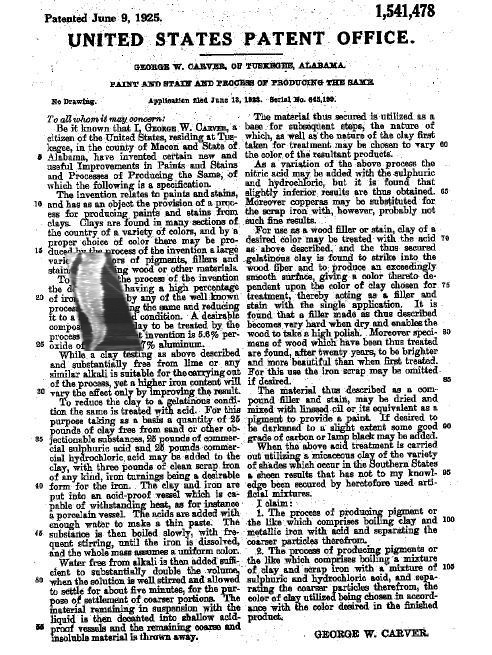 Patented June 9, 1925.
1,541,478
UNITED STATES PATENT OFFICE.
GEORGE W. CARVER, OF TUSKEGEE, ALABAMA.
PAINT AND STAIN AND PROCESS OF PRODUCING THE SAME.
No Drawing.
Application filed June 13, 1923. Serial No.
To all whom it may concern:
Be it known that I, GEORGE W. CARVER, a
citizen of the United States, residing at Tus-
kegee, in the county of Macon and State of
5 Alabama, have invented certain new and
useful Improvements in Paints and Stains
and Processes of Producing the Same, of
which the following is a specification.
The invention relates to paints and stains,
10 and has as an object the provision of a proc-
ess for producing paints and stains from
clays. Clays are found in many sections of
the country of a variety of colors, and by a
proper choice of color there may be pro-
15 duced by the process of the invention a large
of pigments, fillers and
stain wood or other materials.
To the process of the invention
the having a high percentage
20 of by any of the well known
the same and reducing
it to a condition. A desirable
to be treated by the
process invention is 5.6% per-
25 oxide of aluminum.
While a clay testing as above described
and substantially free from lime or any
similar alkali is suitable for the carrying out
of the process, yet a higher iron content will
30 vary the effect only by improving the result.
To reduce the clay to a gelatinous condi-
tion the same is treated with acid. For this
purpose taking as a basis a quantity of 25
pounds of clay free from sand or other ob-
35 jectionable substances, 25 pounds of commer-
cial sulphuric acid and 25 pounds commer-
cial hydrochloric acid may be added to the
clay, with three pounds of clean scrap iron
of any kind, iron turnings being a desirable
40 form for the iron. The clay and iron are
put into an acid-proof vessel which is ca-
pable of withstanding heat, as for instance
a porcelain vessel. The acids are added with
enough water to make a thin paste. The
45 substance is then boiled slowly, with fre-
quent stirring, until the iron is dissolved,
and the whole mass assumes a uniform color.
Water free from alkali is then added suffi-
cient to substantially double the volume,
50 when the solution is well stirred and allowed
to settle for about five minutes, for the pur-
pose of settlement of coarser portions. The
material remaining in suspension with the
liquid is then decanted into shallow acid-
55 proof vessels and the remaining coarse and
insoluble material is thrown away.
The material thus secured is utilized as a
base for subsequent steps, the nature of
which, as well as the nature of the clay first
taken for treatment may be chosen to vary 60
the color of the resultant products.
As a variation of the above process the
nitric acid may be added with the sulphuric
and hydrochloric, but it is found that
slightly inferior results are thus obtained. 65
Moreover copperas may be substituted for
the scrap iron with, however, probably not
such fine results.
For use as a wood filler or stain, clay of a
desired color may be treated with the acid 70
as above described, and the thus secured
gelatinous clay is found to strike into the
wood fiber and to produce an exceedingly
smooth surface, giving a color thereto de-
pendent upon the color of clay chosen for 75
treatment, thereby acting as a filler and
stain with the single application. It is
found that a filler made as thus described
becomes very hard when dry and enables the
wood to take a high polish. Moreover speci- 80
mens of wood which have been thus treated
are found, after twenty years, to be brighter
and more beautiful than when first treated.
For this use the iron scrap may be omitted
if desired. 85
The material thus described as a com-
pound filler and stain, may be dried and
mixed with linseed oil or its equivalent as a
pigment to provide a paint. If desired to
be darkened to a slight extent some good 90
grade of carbon or lamp black may be added.
When the above acid treatment is carried
out utilizing a micaceous clay of the variety
of shades which occur in the Southern States
a sheen results that has not to my knowl- 95
edge been secured by heretofore used arti-
ficial mixtures.
I claim:
1. The process of producing pigment or
the like which comprises boiling clay and 100
metallic iron with acid and separating the
coarser particles therefrom.
2. The process of producing pigments or
the like which comprises boiling a mixture
of clay and scrap iron with a mixture of 105
sulphuric and hydrochloric acid, and sepa-
rating the coarser particles therefrom, the
color of clay utilized being chosen in accord-
ance with the color desired in the finished
product.
GEORGE W. CARVER.